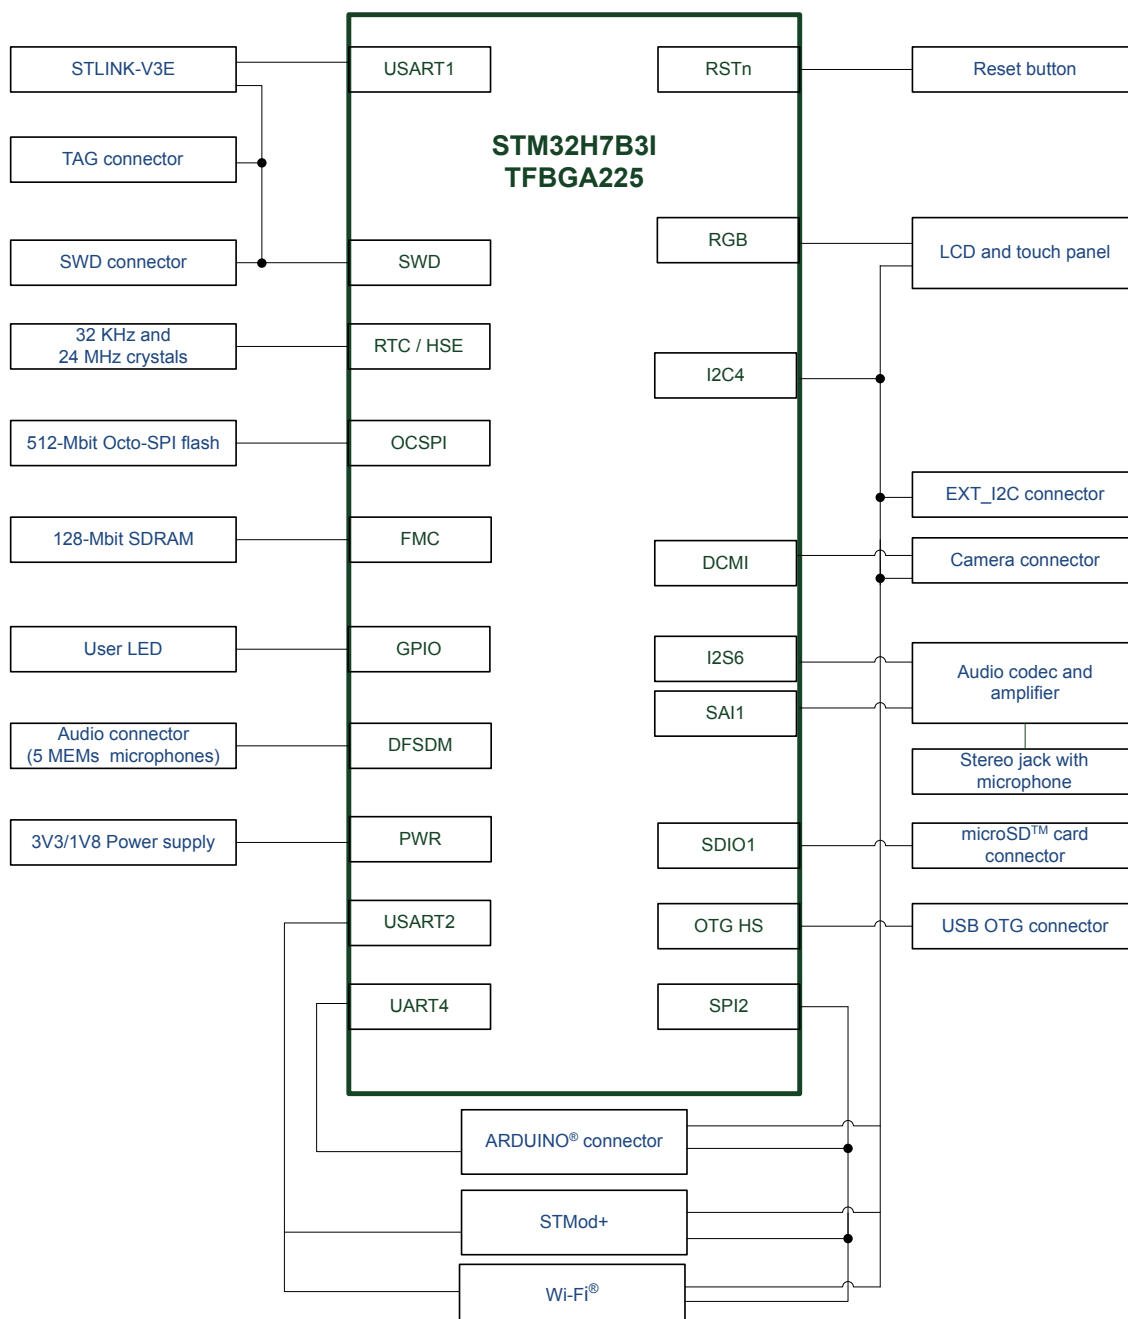 STLINK-V3E
USART1
RSTn
Reset button
STM32H7B3I
TFBGA225
TAG connector
RGB
LCD and touch panel
SWD connector
SWD
32 KHz and
24 MHz crystals
RTC / HSE
I2C4
512-Mbit Octo-SPI flash
OCSPI
EXT_I2C connector
128-Mbit SDRAM
FMC
DCMI
Camera connector
User LED
GPIO
I2S6
Audio codec and
amplifier
SAI1
Audio connector
(5 MEMs microphones)
DFSDM
Stereo jack with
microphone
3V3/1V8 Power supply
PWR
SDIO1
microSD™ card
connector
USART2
OTG HS
USB OTG connector
UART4
SPI2
ARDUINO® connector
STMod+
Wi-Fi®